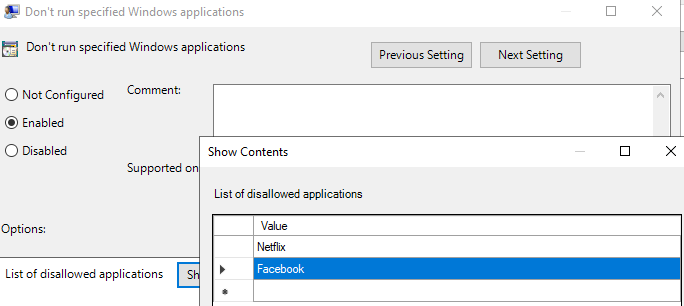 Don't run specified Windows applications
Don't run specified Windows applications
Previous Setting
Next Setting
Not Configured
Comment:
Enabled
Disabled
Supported on
Options:
List of disallowed applications
Sh
Show Contents
List of disallowed applications
Value
Netflix
Facebook
*